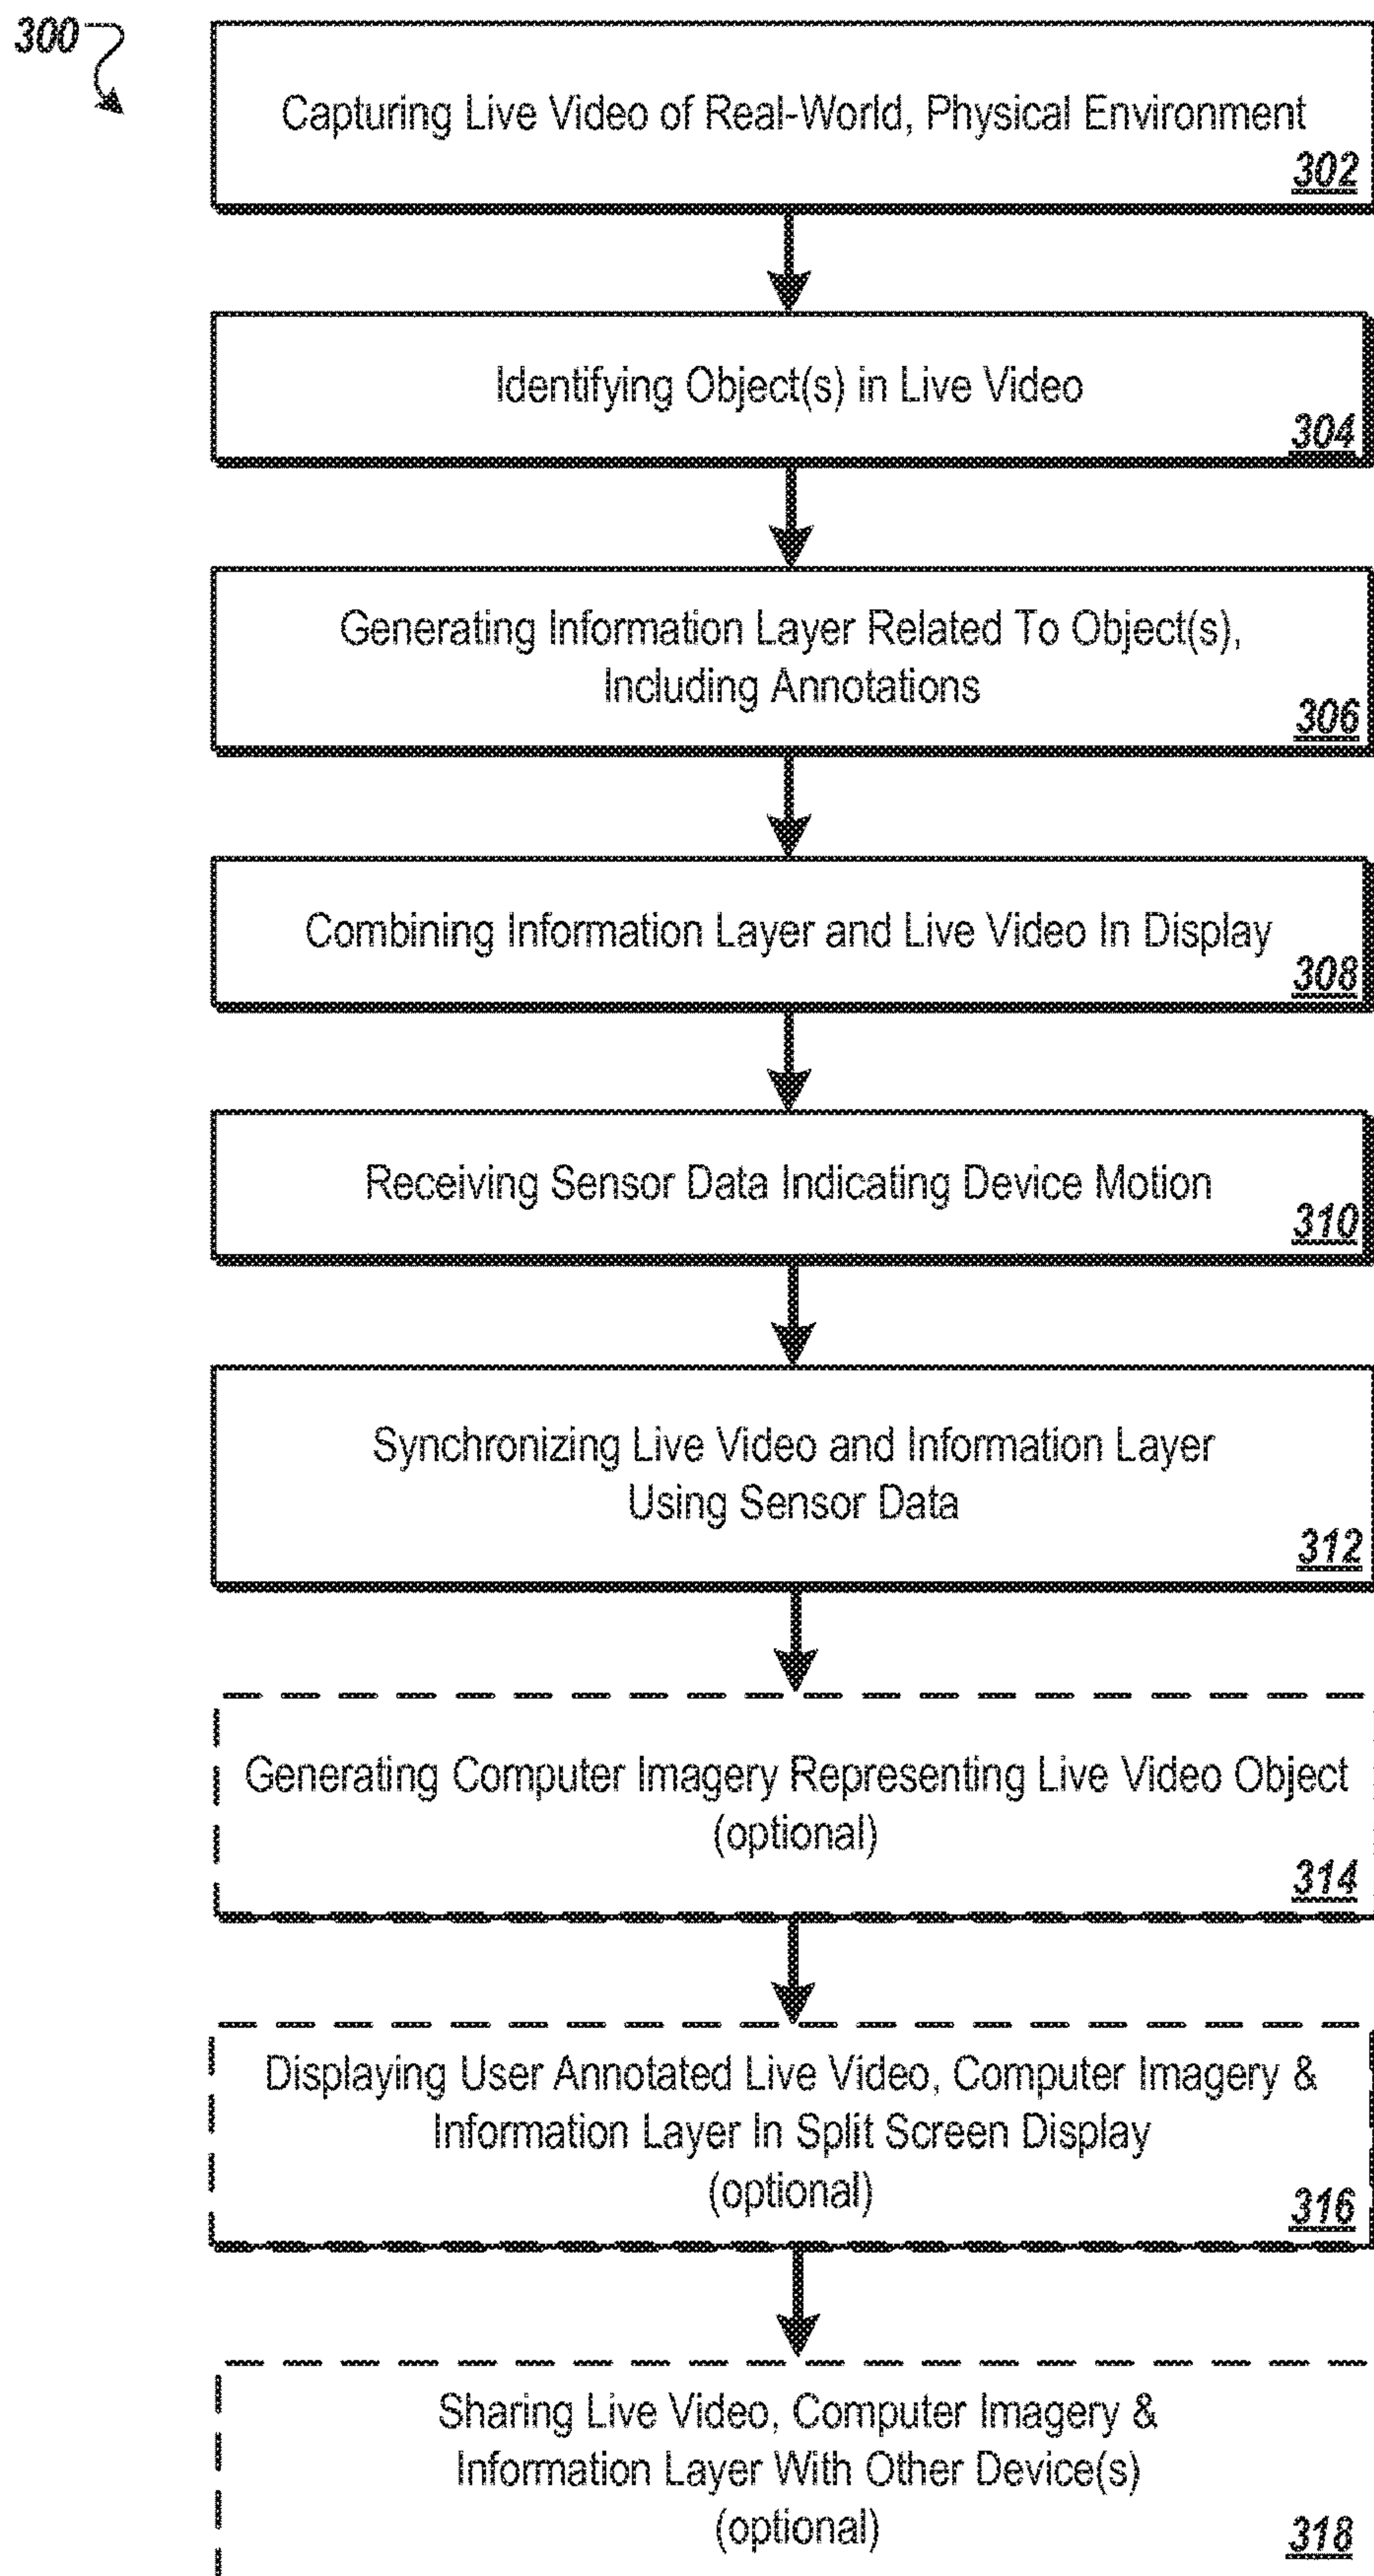 300
Capturing Live Video of Real-World, Physical Environment
302
Identifying Object(s) in Live Video
304
Generating Information Layer Related To Object(s),
Including Annotations
306
Combining Information Layer and Live Video In Display
308
Receiving Sensor Data Indicating Device Motion
310
Synchronizing Live Video and Information Layer
Using Sensor Data
312
Generating Computer Imagery Representing Live Video Object
(optional)
314
Displaying User Annotated Live Video, Computer Imagery &
Information Layer In Split Screen Display
(optional)
316
Sharing Live Video, Computer Imagery &
Information Layer With Other Device(s)
(optional)
318